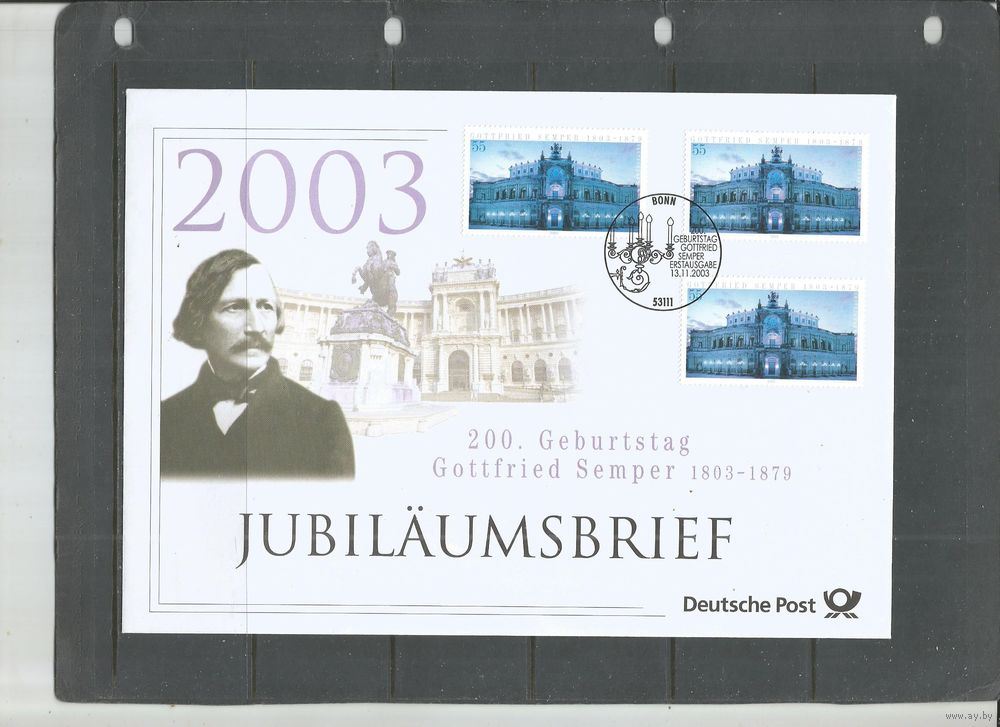 2003
GOTTFRIED SEMPER 1803-1879
55
GOTTFRIED SEMPER 1803-1879
55
BONN
200.
GEBURTSTAG
GOTTFRIED
SEMPER
ERSTAUSGABE
13.11.2003
53111
GOTTFRIED SEMPER 1803-1879
55
200. Geburtstag
Gottfried Semper 1803-1879
JUBILÄUMSBRIEF
Deutsche Post
www.ay.by